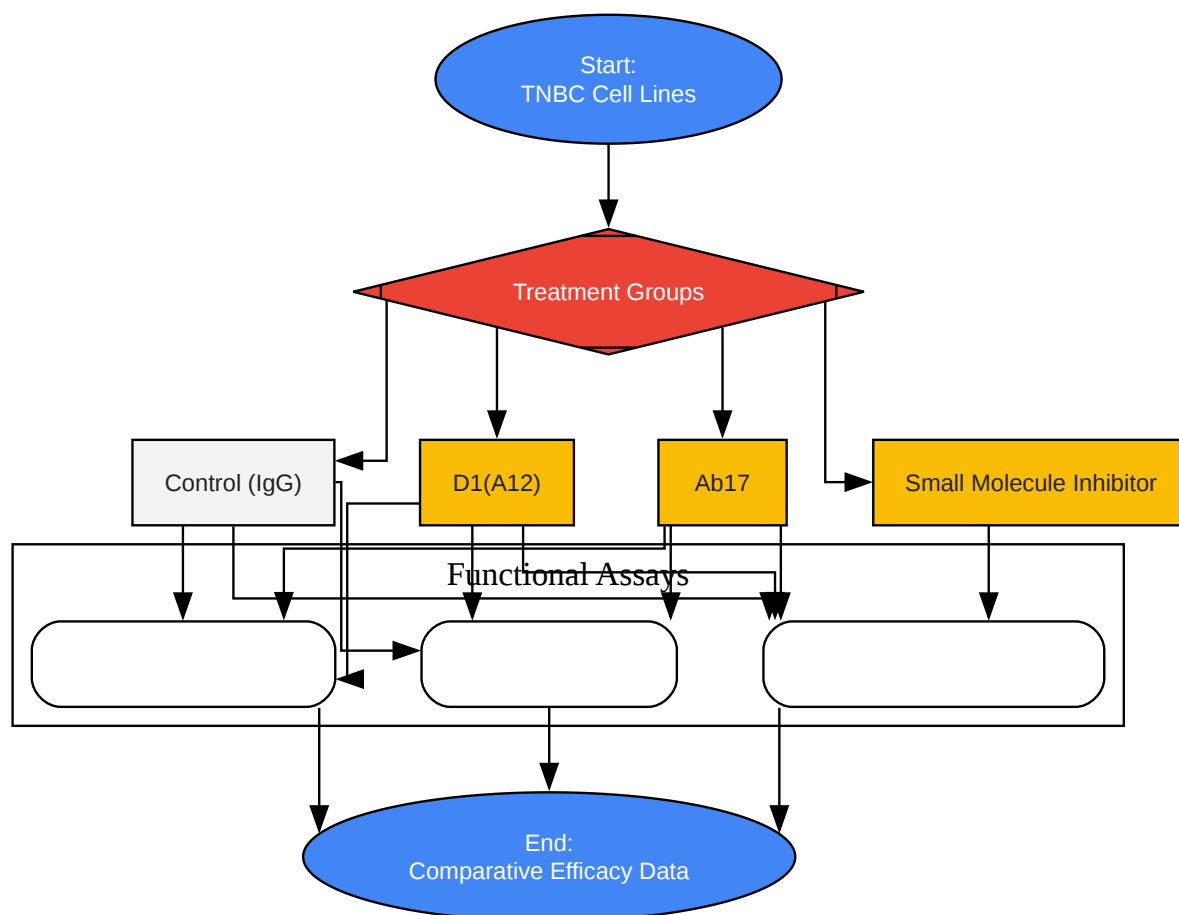 Start:
TNBC Cell Lines
Treatment Groups
Control (IgG)
D1(A12)
Ab17
Small Molecule Inhibitor
Functional Assays
End:
Comparative Efficacy Data